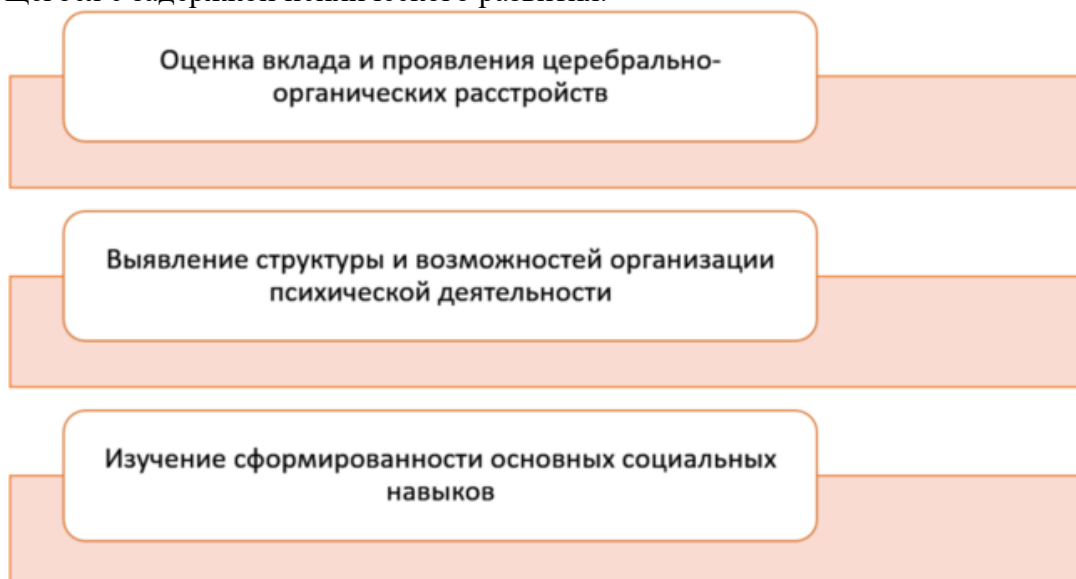 Оценка вклада и проявления церебрально-
органических расстройств
Выявление структуры и возможностей организации
психической деятельности
Изучение сформированности основных социальных
навыков